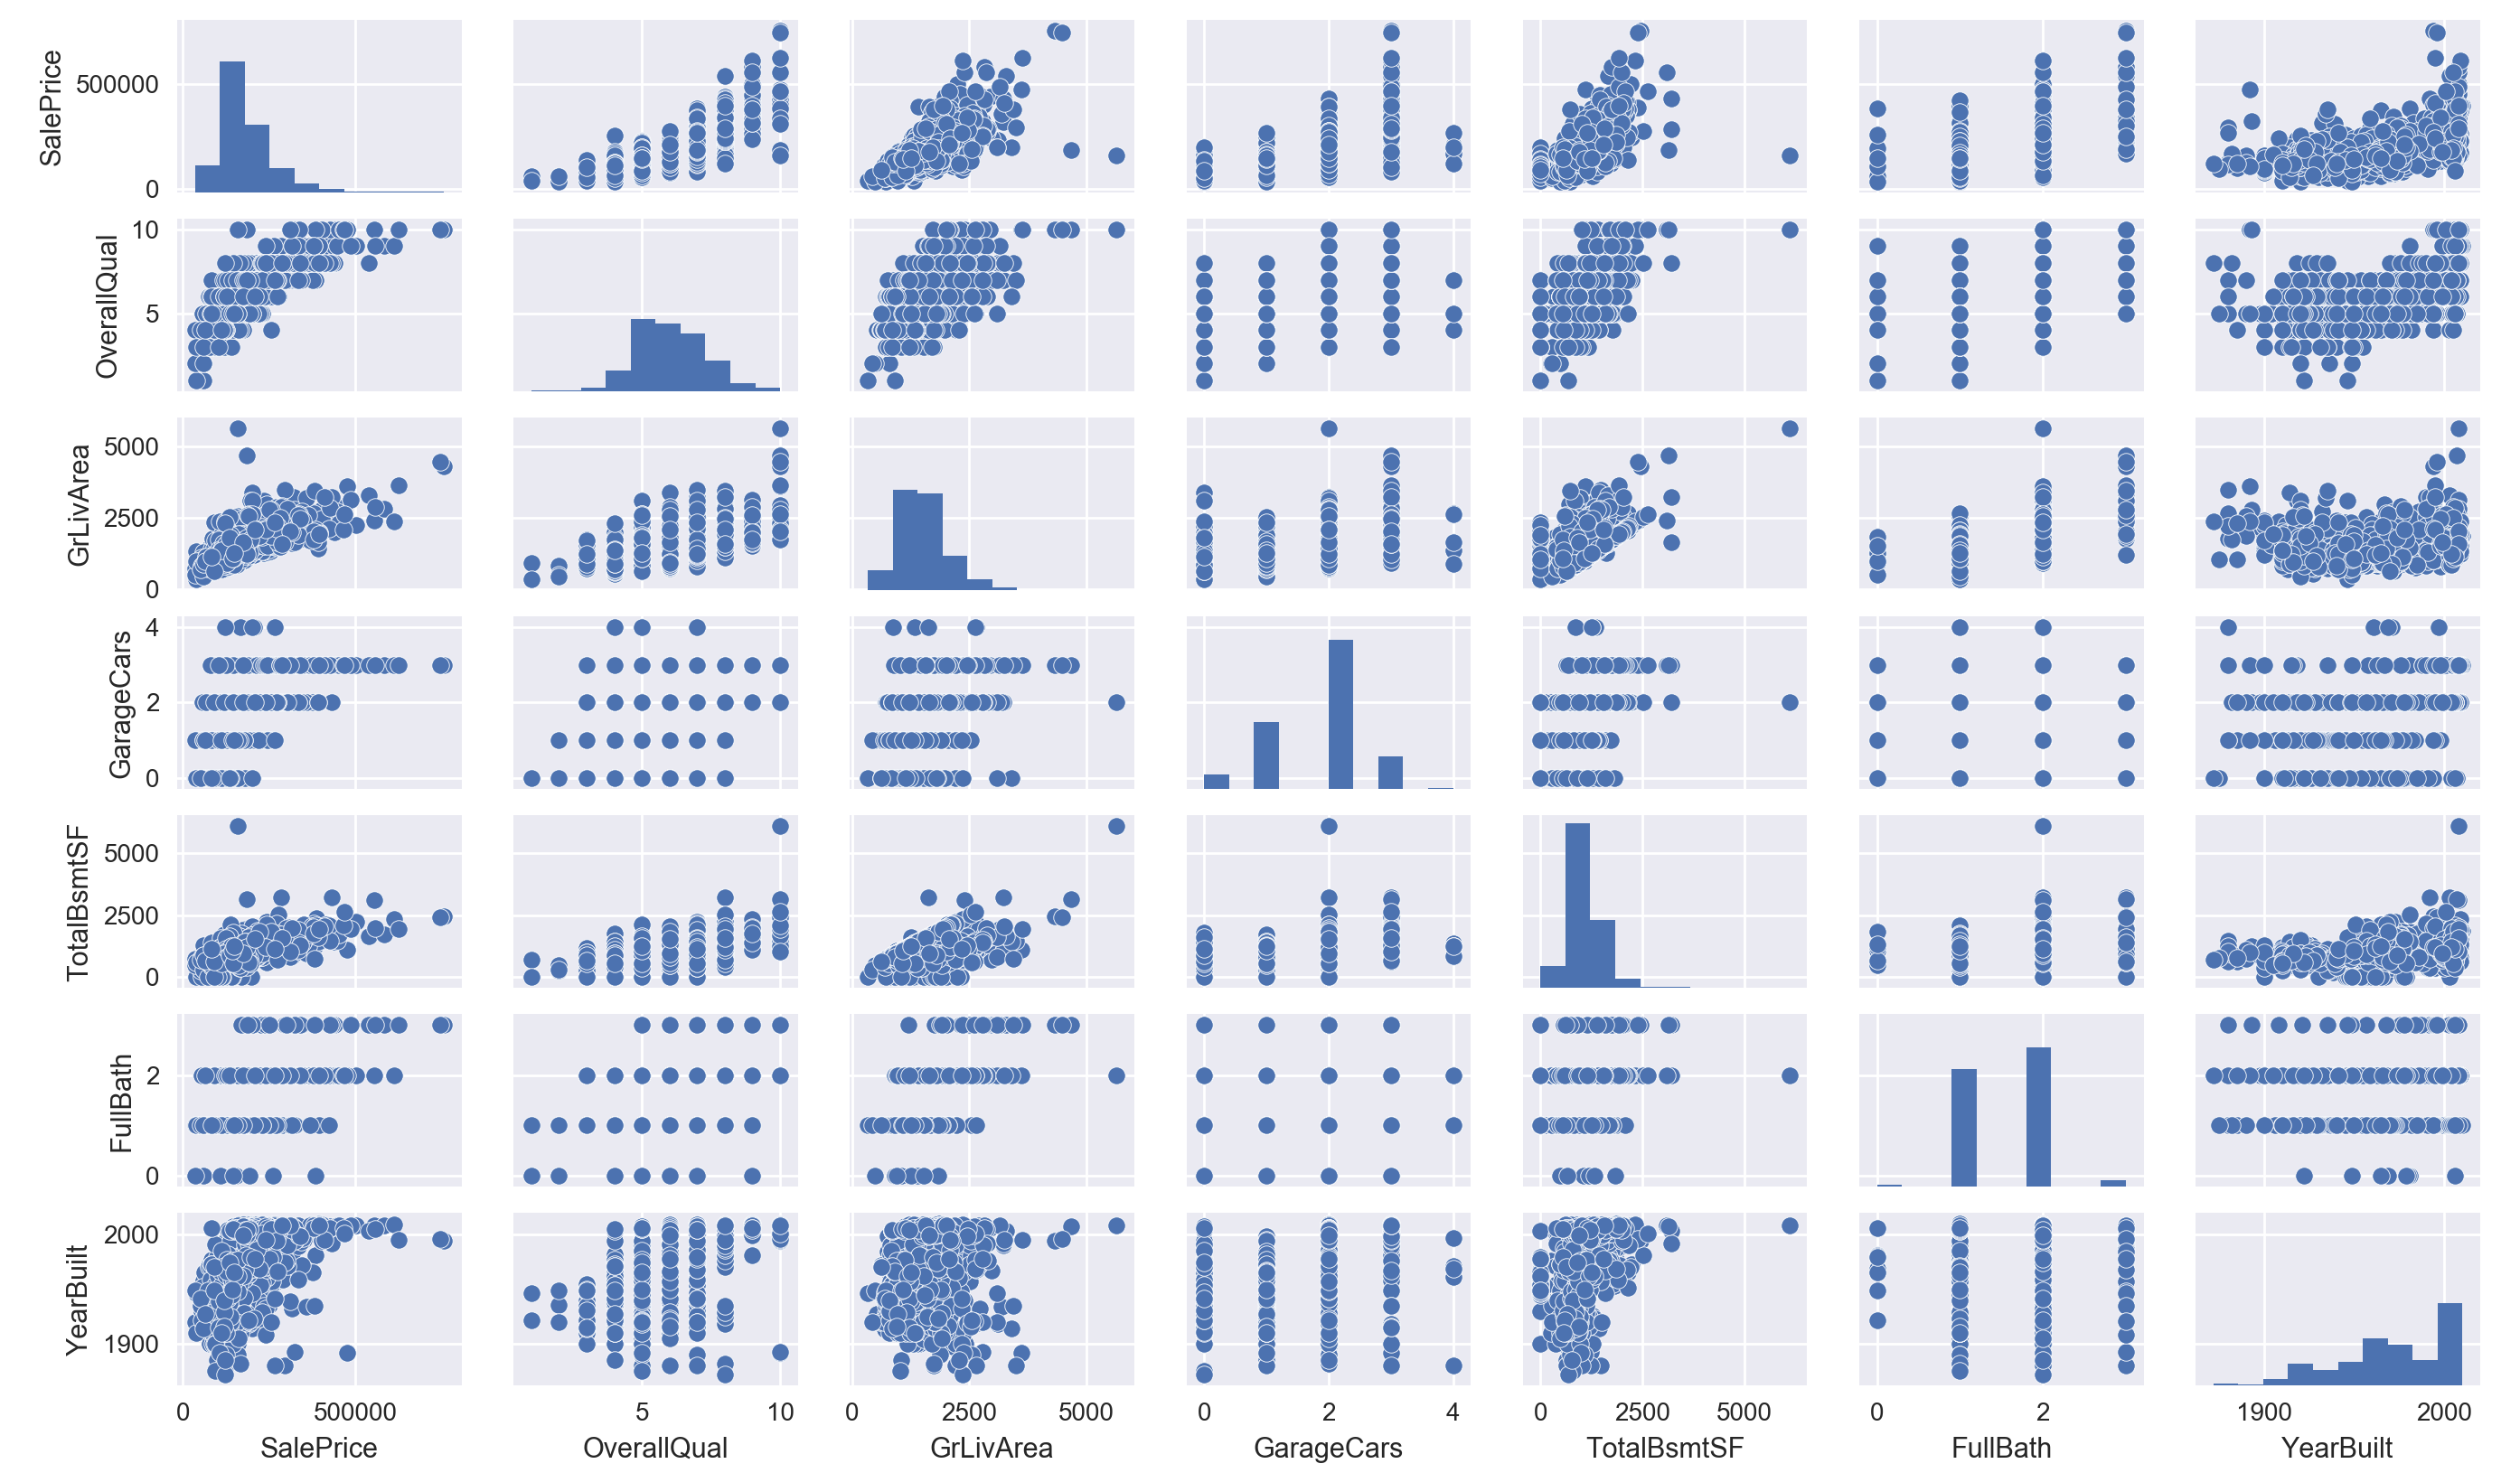 SalePrice
500000
0
OverallQual
10
5
GrLivArea
5000
2500
0
GarageCars
4
2
0
TotalBsmtSF
5000
2500
0
FullBath
2
0
YearBuilt
2000
1900
0 500000 5 10 0 2500 5000 0 2 4 0 2500 5000 0 2 1900 2000
SalePrice OverallQual GrLivArea GarageCars TotalBsmtSF FullBath YearBuilt